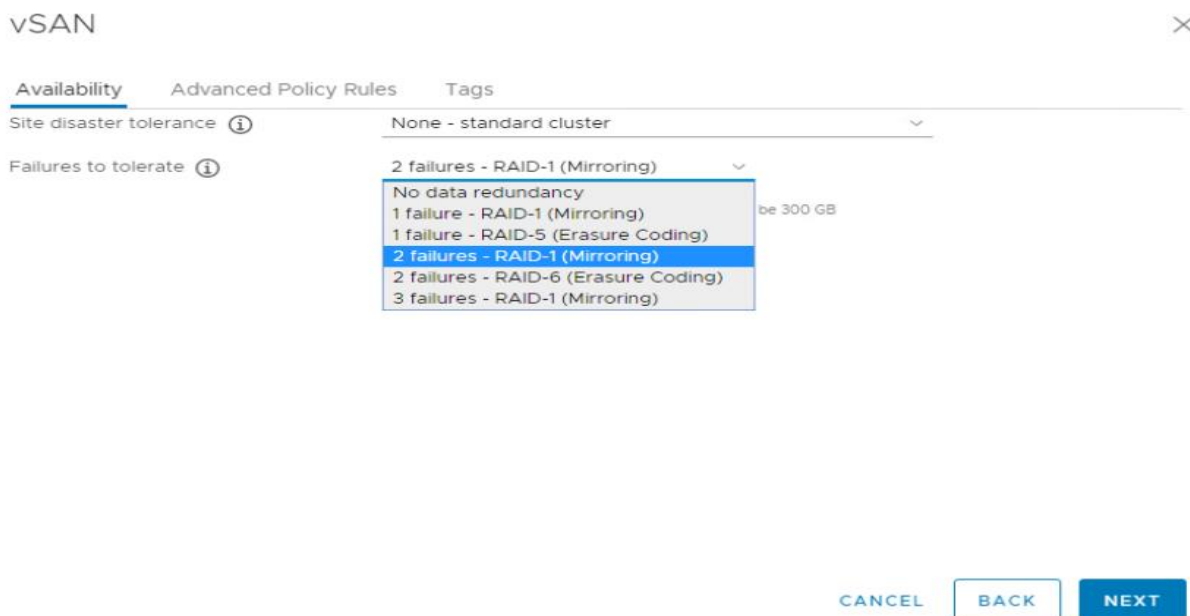 vSAN
Availability Advanced Policy Rules Tags
Site disaster tolerance None - standard cluster
Failures to tolerate 2 failures - RAID-1 (Mirroring)
No data redundancy
be 300 GB
1 failure - RAID-1 (Mirroring)
1 failure - RAID-5 (Erasure Coding)
2 failures - RAID-1 (Mirroring)
2 failures - RAID-6 (Erasure Coding)
3 failures - RAID-1 (Mirroring)
CANCEL BACK NEXT